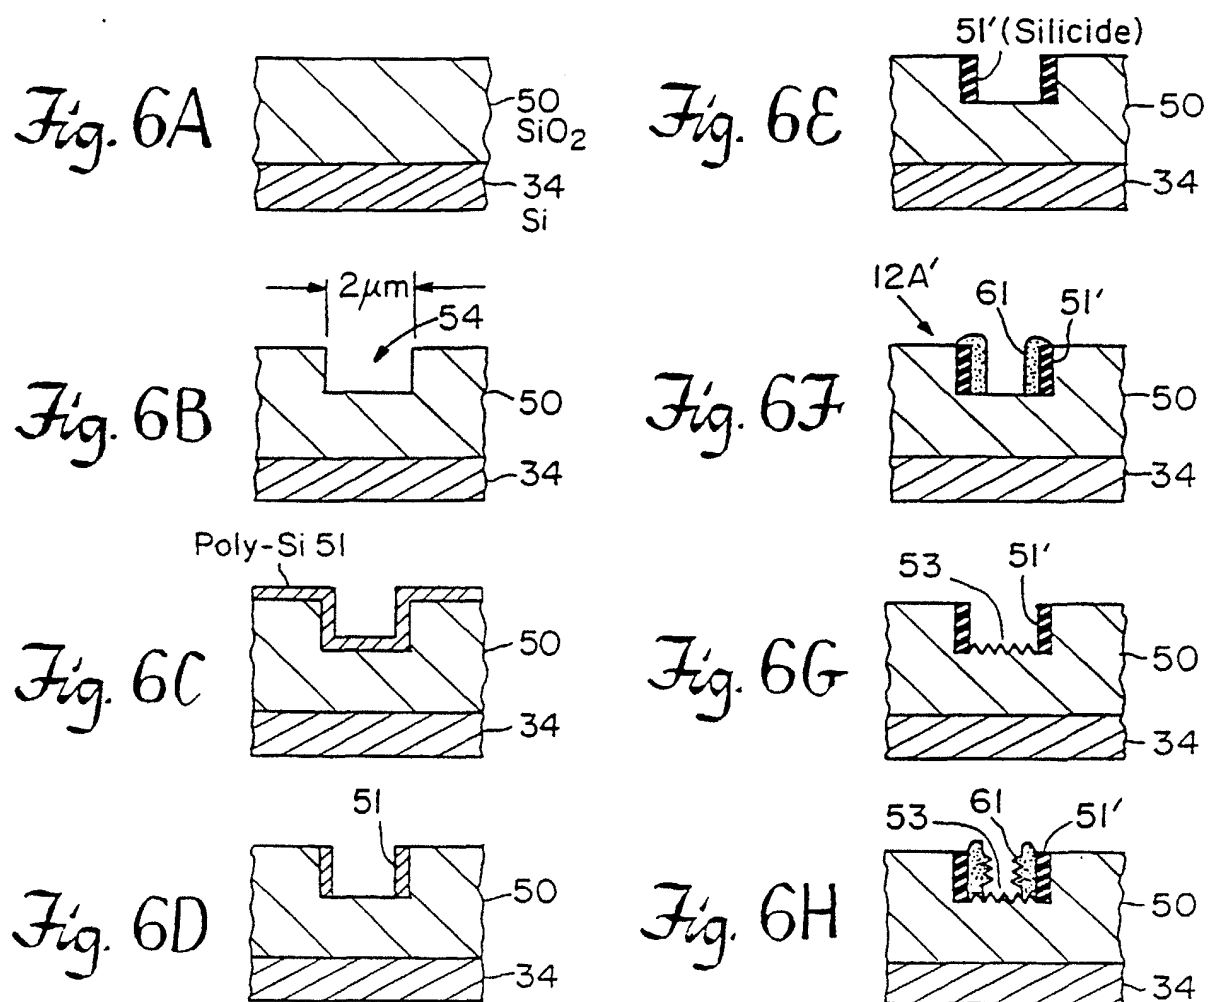 Fig. 6A
50
SiO2
34
Si
Fig. 6B
2μm
54
50
34
Fig. 6C
Poly-Si 51
50
34
Fig. 6D
51
50
34
Fig. 6E
51′(Silicide)
50
34
Fig. 6F
12A′
61
51′
50
34
Fig. 6G
53
51′
50
34
Fig. 6H
53
61
51′
50
34